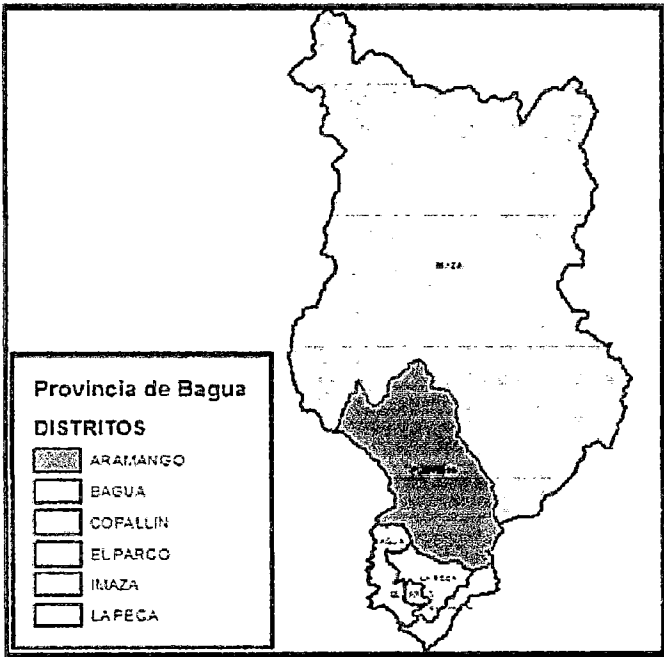 IMAZA
Provincia de Bagua
DISTRITOS
ARAMANGO
BAGUA
COPALLIN
EL PARCO
IMAZA
LA PECA
LA PECA